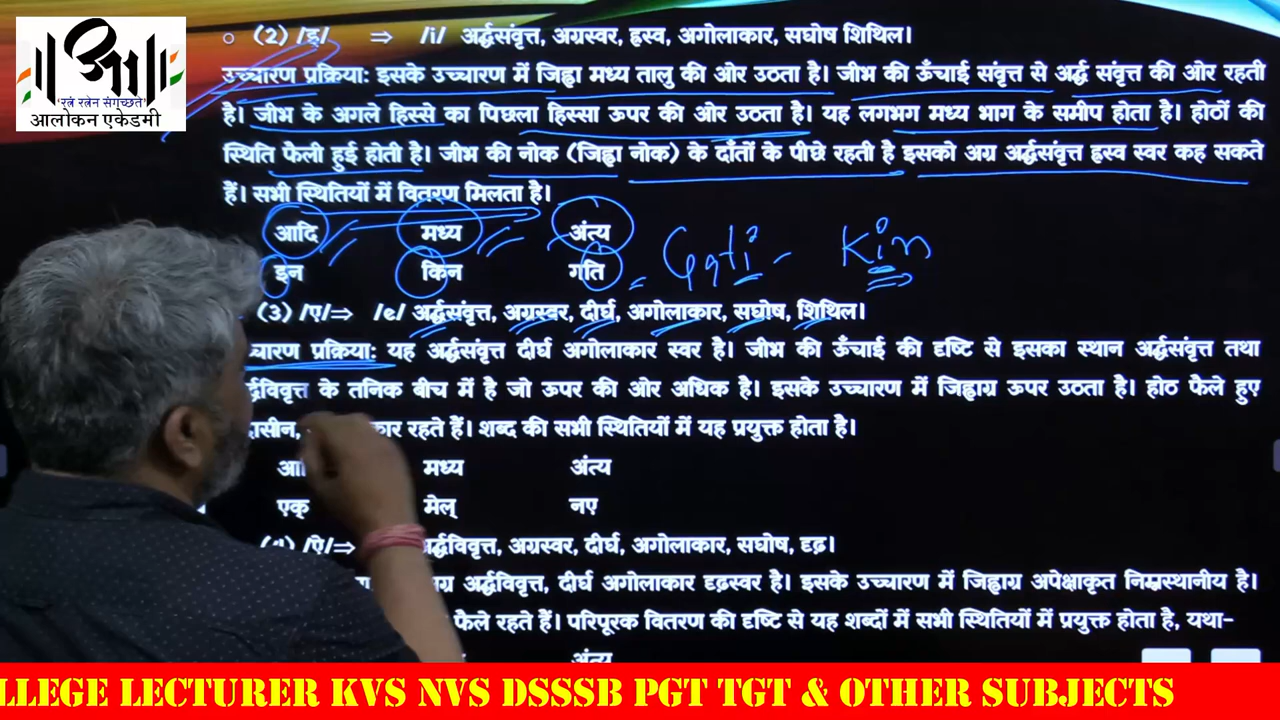 ○ (2) /इ/ ⇒ /i/ अर्द्धसंवृत्त, अग्रस्वर, ह्रस्व, अगोलाकार, सघोष शिथिल।
उच्चारण प्रक्रिया: इसके उच्चारण में जिह्वा मध्य तालु की ओर उठता है। जीभ की ऊँचाई संवृत्त से अर्द्ध संवृत्त की ओर रहती
है। जीभ के अगले हिस्से का पिछला हिस्सा ऊपर की ओर उठता है। यह लगभग मध्य भाग के समीप होता है। होठों की
स्थिति फैली हुई होती है। जीभ की नोक (जिह्वा नोक) के दाँतों के पीछे रहती है इसको अग्र अर्द्धसंवृत्त ह्रस्व स्वर कह सकते
हैं। सभी स्थितियों में वितरण मिलता है।
आदि मध्य अंत्य
इन किन गति Gati - Kin
(3) /ए/⇒ /e/ अर्द्धसंवृत्त, अग्रस्वर, दीर्घ, अगोलाकार, सघोष, शिथिल।
च्चारण प्रक्रिया: यह अर्द्धसंवृत्त दीर्घ अगोलाकार स्वर है। जीभ की ऊँचाई की दृष्टि से इसका स्थान अर्द्धसंवृत्त तथा
र्द्धविवृत्त के तनिक बीच में है जो ऊपर की ओर अधिक है। इसके उच्चारण में जिह्वाग्र ऊपर उठता है। होठ फैले हुए
दासीन, कार रहते हैं। शब्द की सभी स्थितियों में यह प्रयुक्त होता है।
मध्य अंत्य
एक् मेल् नए
/ऐ/⇒ र्द्धविवृत्त, अग्रस्वर, दीर्घ, अगोलाकार, सघोष, दृढ़।
ग्र अर्द्धविवृत्त, दीर्घ अगोलाकार दृढ़स्वर है। इसके उच्चारण में जिह्वाग्र अपेक्षाकृत निम्नस्थानीय है।
फैले रहते हैं। परिपूरक वितरण की दृष्टि से यह शब्दों में सभी स्थितियों में प्रयुक्त होता है, यथा-
अंत्य
'रत्नं रत्नेन संगच्छते'
आलोकन एकेडमी
LLEGE LECTURER KVS NVS DSSSB PGT TGT & OTHER SUBJECTS